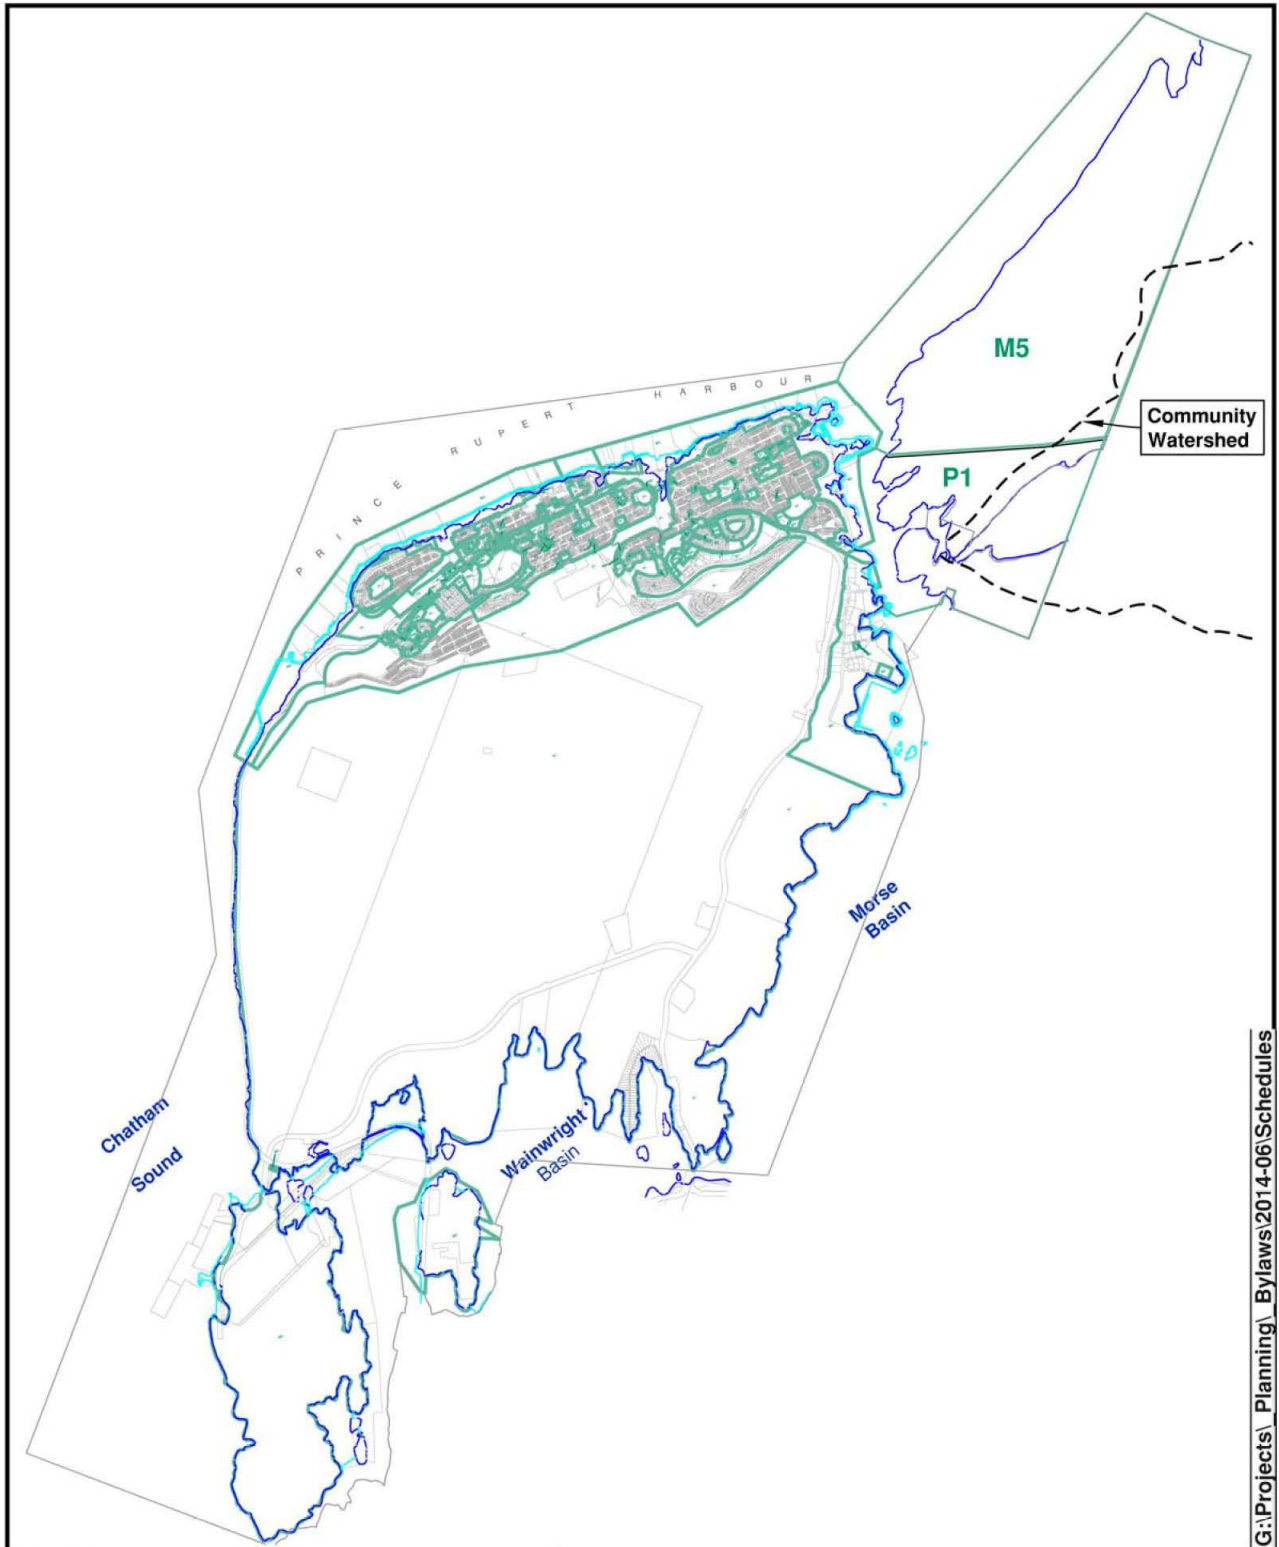 M5
Community
Watershed
PRINCE RUPERT HARBOUR
P1
Morse
Basin
Chatham
Sound
Wainwright
Basin
G:\Projects\_Planning\_Bylaws\2014-06\Schedules